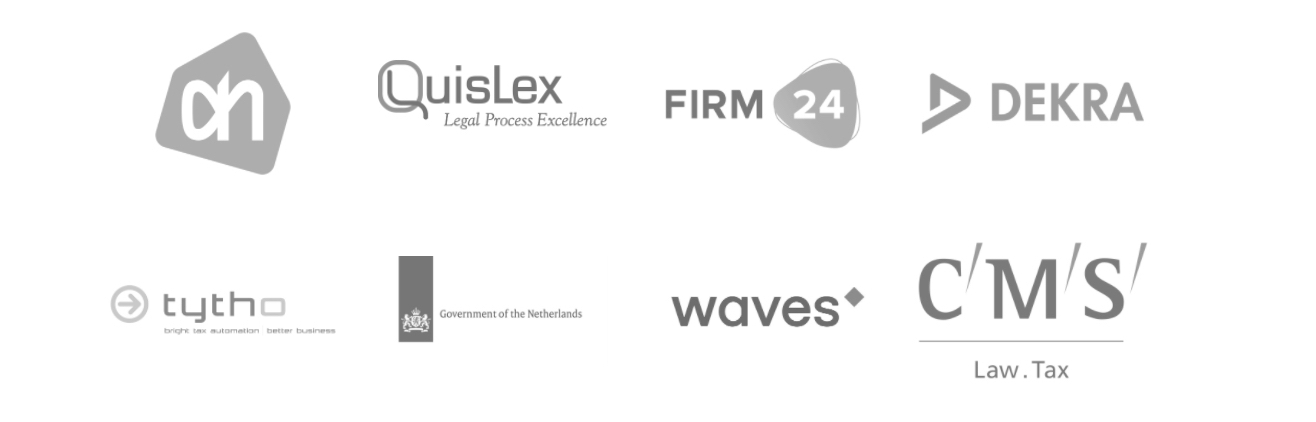 ah
QuisLex
Legal Process Excellence
FIRM 24
DEKRA
tytho
bright tax automation better business
Government of the Netherlands
waves
C'M'S'
Law.Tax